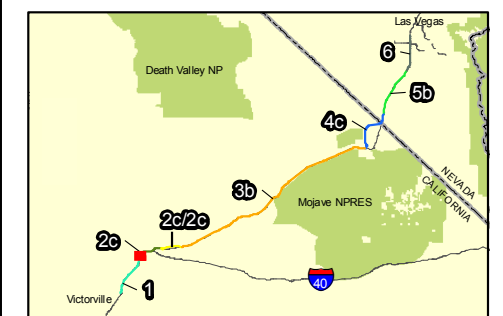 Las Vegas
6
Death Valley NP
5b
4c
NEVADA
CALIFORNIA
3b
Mojave NPRES
2c/2c
2c
40
1
Victorville